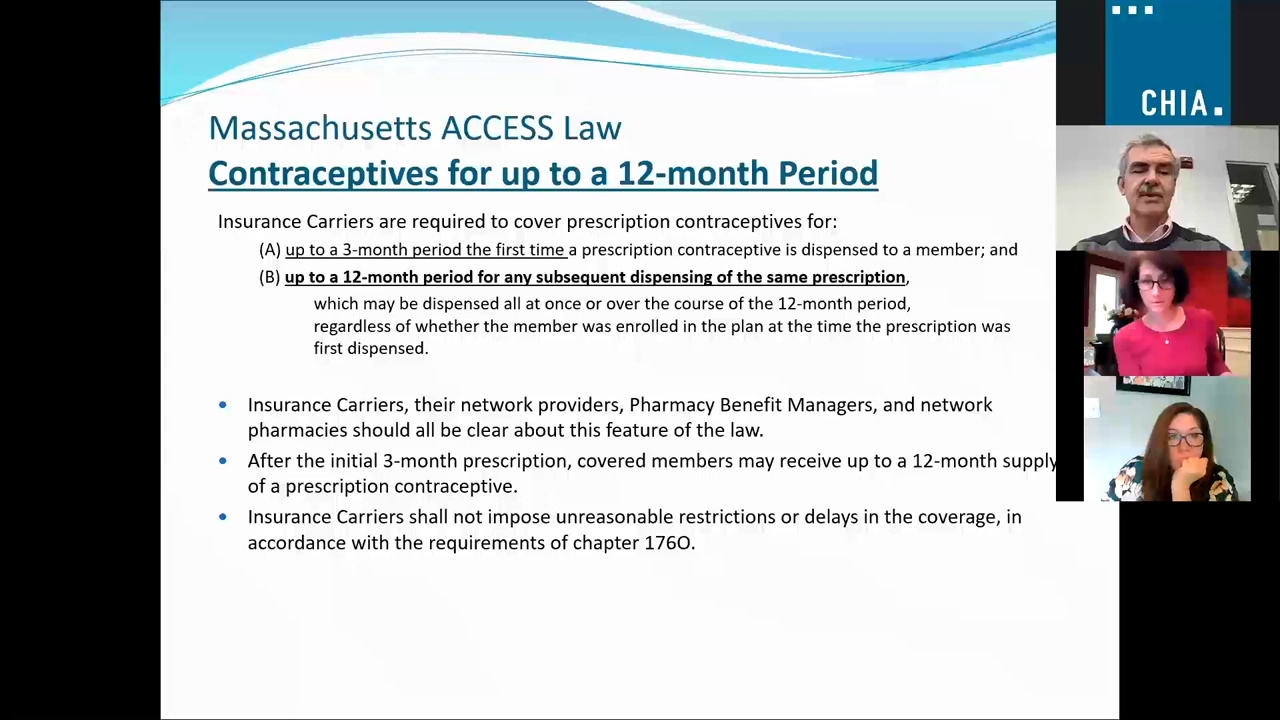 Massachusetts ACCESS Law
Contraceptives for up to a 12-month Period
Insurance Carriers are required to cover prescription contraceptives for:
(A) up to a 3-month period the first time a prescription contraceptive is dispensed to a member; and
(B) up to a 12-month period for any subsequent dispensing of the same prescription,
which may be dispensed all at once or over the course of the 12-month period,
regardless of whether the member was enrolled in the plan at the time the prescription was
first dispensed.
• Insurance Carriers, their network providers, Pharmacy Benefit Managers, and network
pharmacies should all be clear about this feature of the law.
• After the initial 3-month prescription, covered members may receive up to a 12-month supply
of a prescription contraceptive.
• Insurance Carriers shall not impose unreasonable restrictions or delays in the coverage, in
accordance with the requirements of chapter 176O.
CHIA.